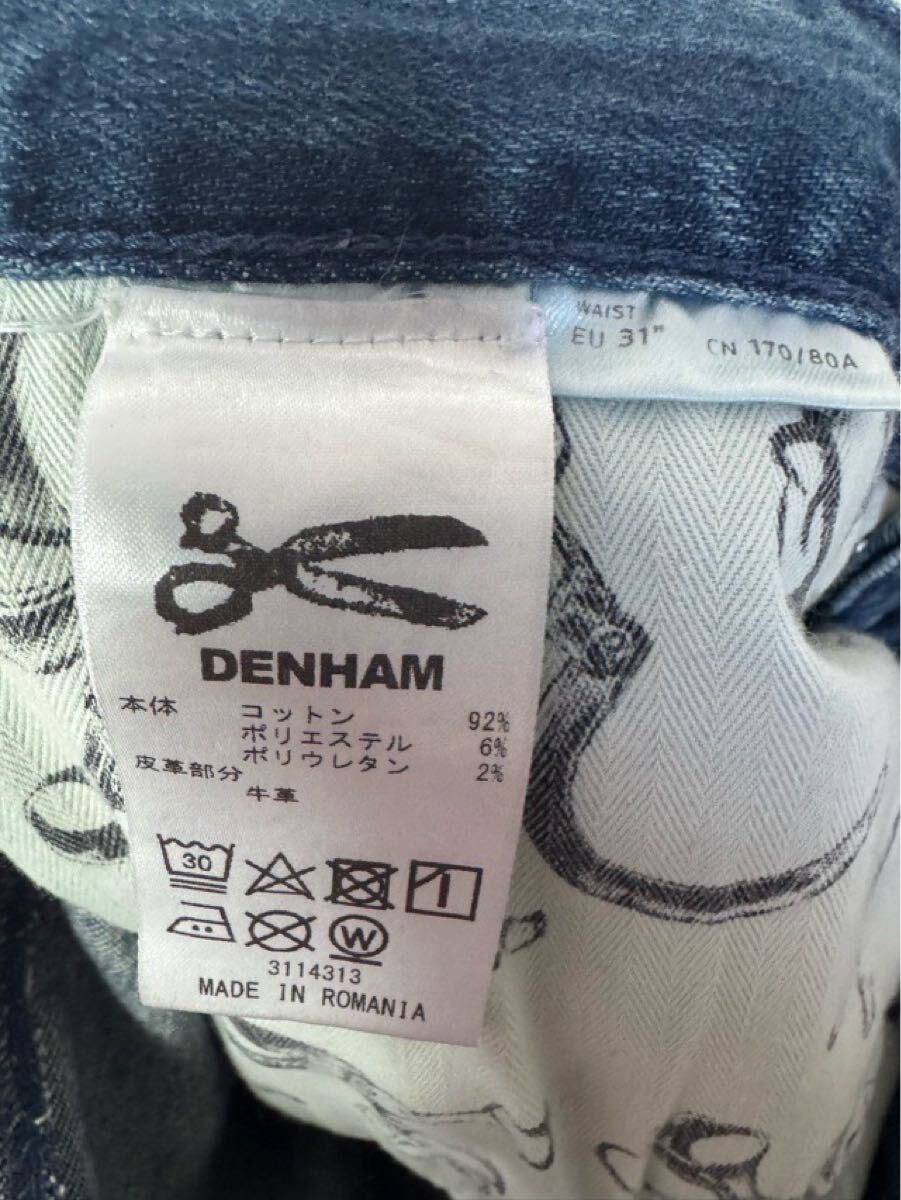 WAIST
EU 31" CN 170/80A
DENHAM
本体 コットン 92%
ポリエステル 6%
ポリウレタン 2%
皮革部分
牛革
30
W
3114313
MADE IN ROMANIA